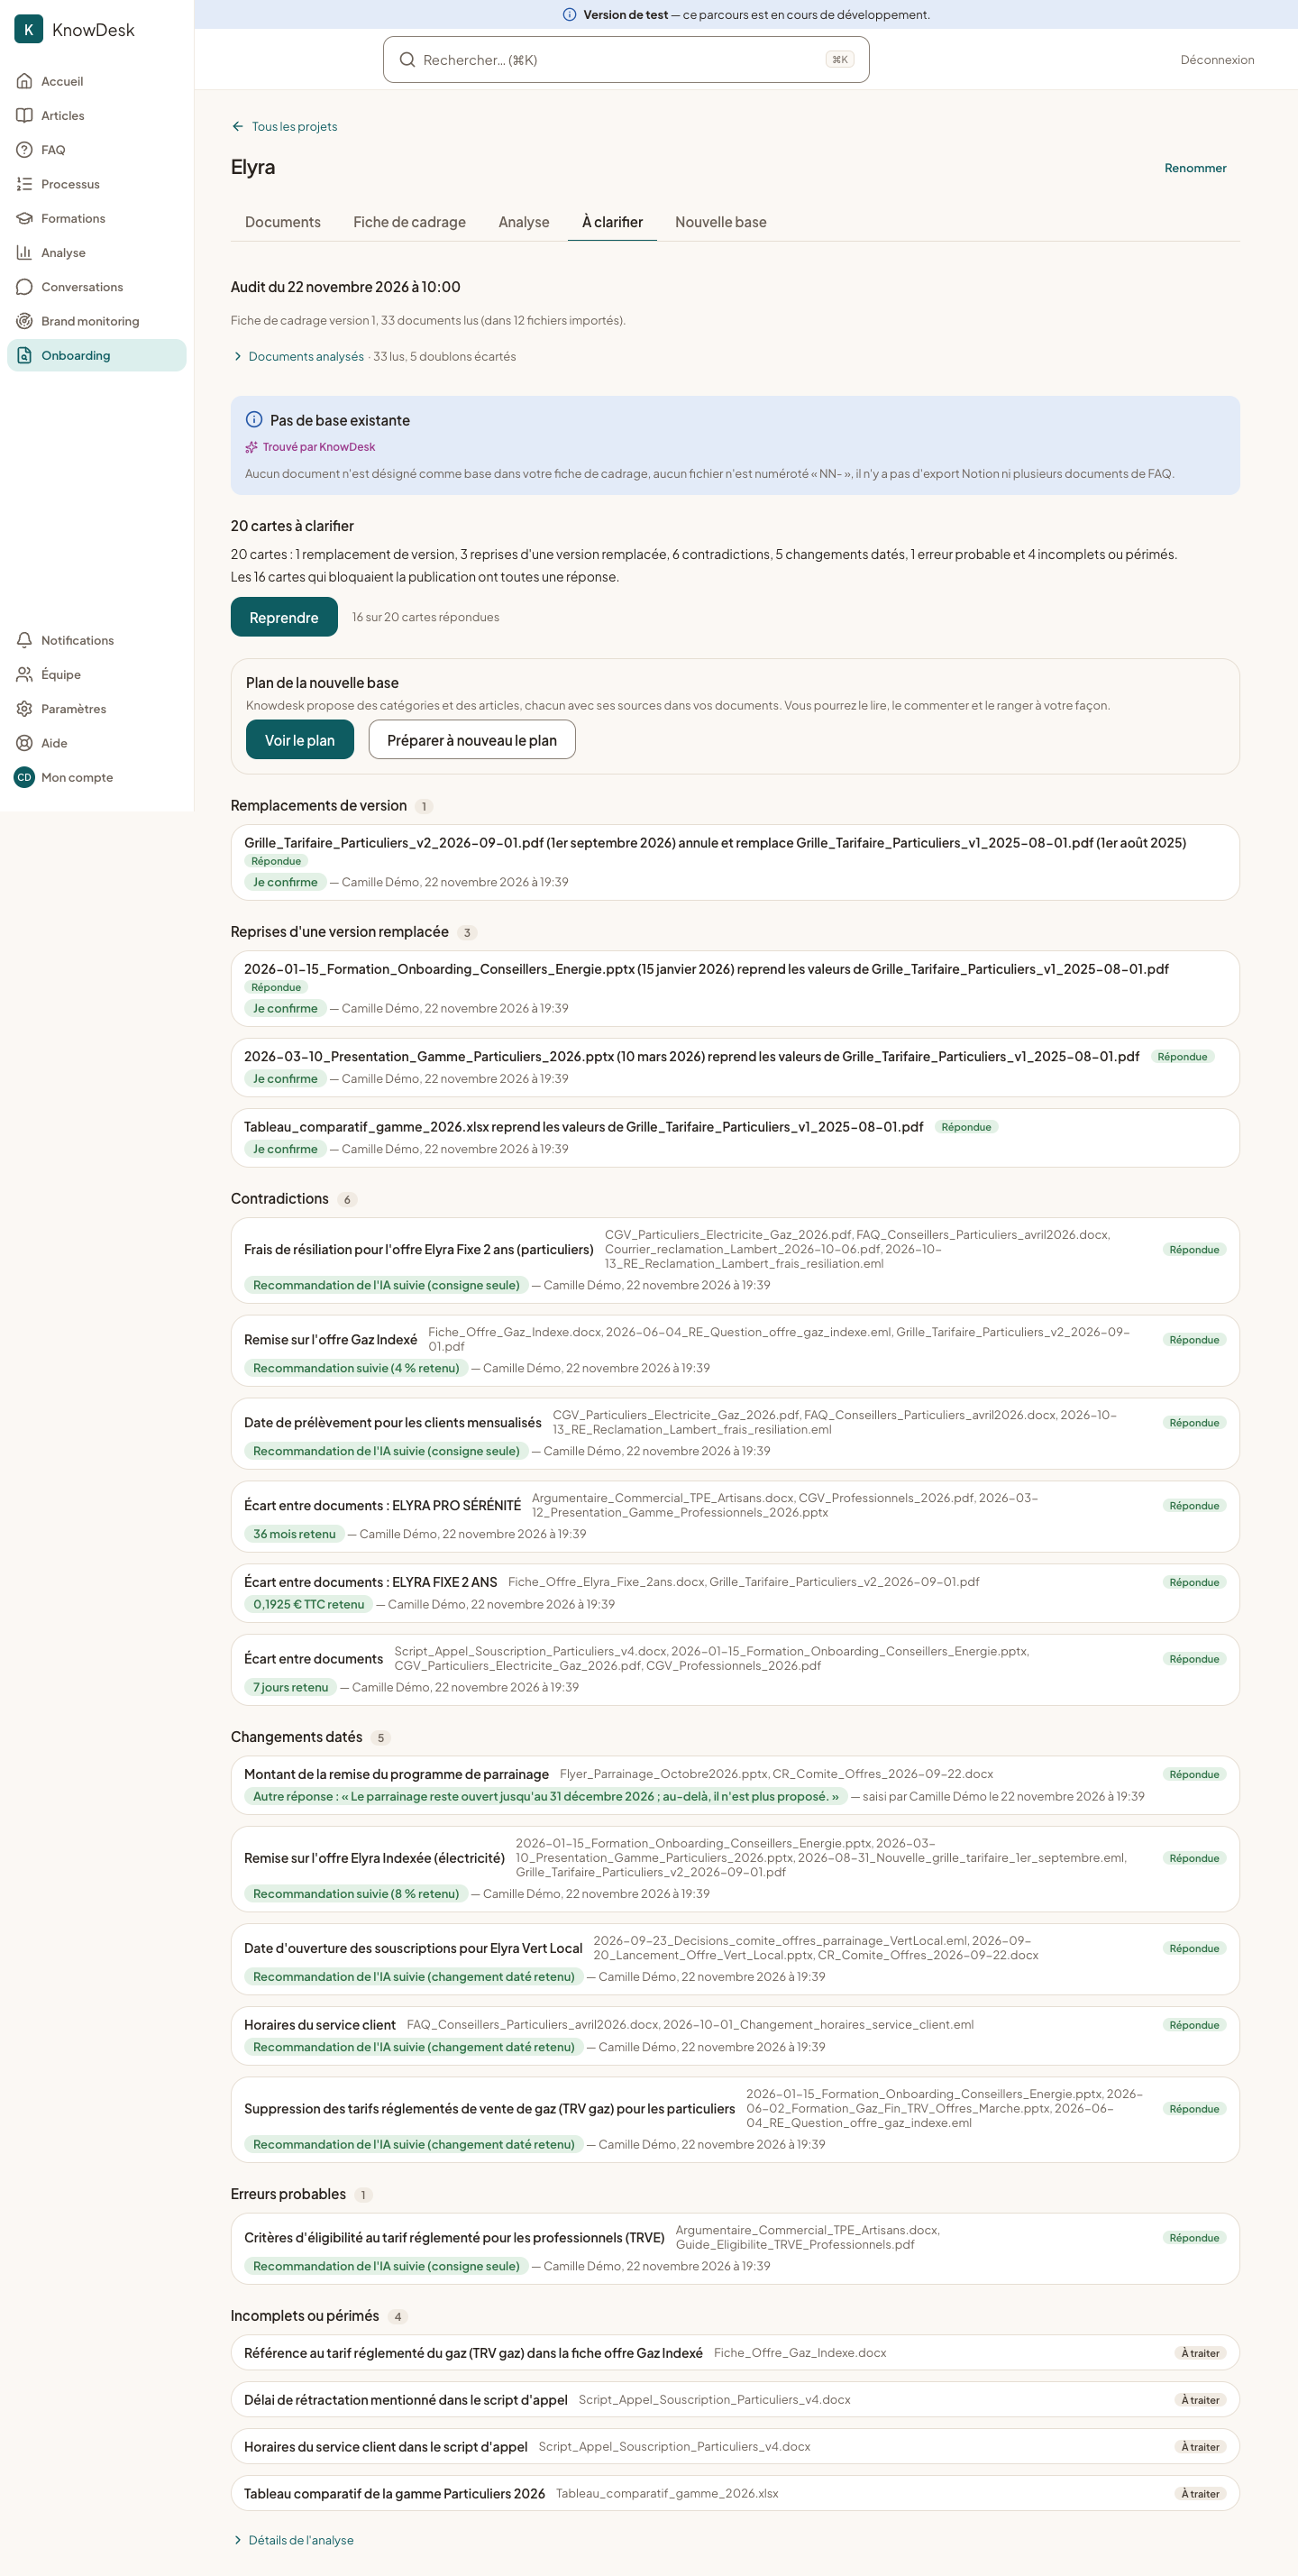 K KnowDesk
Version de test — ce parcours est en cours de développement.
Rechercher... (⌘K)
⌘K
Déconnexion
Accueil
Articles
FAQ
Processus
Formations
Analyse
Conversations
Brand monitoring
Onboarding
Notifications
Équipe
Paramètres
Aide
CD Mon compte
Tous les projets
Elyra
Renommer
Documents
Fiche de cadrage
Analyse
À clarifier
Nouvelle base
Audit du 22 novembre 2026 à 10:00
Fiche de cadrage version 1, 33 documents lus (dans 12 fichiers importés).
Documents analysés · 33 lus, 5 doublons écartés
Pas de base existante
Trouvé par KnowDesk
Aucun document n'est désigné comme base dans votre fiche de cadrage, aucun fichier n'est numéroté « NN- », il n'y a pas d'export Notion ni plusieurs documents de FAQ.
20 cartes à clarifier
20 cartes : 1 remplacement de version, 3 reprises d'une version remplacée, 6 contradictions, 5 changements datés, 1 erreur probable et 4 incomplets ou périmés.
Les 16 cartes qui bloquaient la publication ont toutes une réponse.
Reprendre
16 sur 20 cartes répondues
Plan de la nouvelle base
Knowdesk propose des catégories et des articles, chacun avec ses sources dans vos documents. Vous pourrez le lire, le commenter et le ranger à votre façon.
Voir le plan
Préparer à nouveau le plan
Remplacements de version 1
Grille_Tarifaire_Particuliers_v2_2026-09-01.pdf (1er septembre 2026) annule et remplace Grille_Tarifaire_Particuliers_v1_2025-08-01.pdf (1er août 2025)
Répondue
Je confirme — Camille Démo, 22 novembre 2026 à 19:39
Reprises d'une version remplacée 3
2026-01-15_Formation_Onboarding_Conseillers_Energie.pptx (15 janvier 2026) reprend les valeurs de Grille_Tarifaire_Particuliers_v1_2025-08-01.pdf
Répondue
Je confirme — Camille Démo, 22 novembre 2026 à 19:39
2026-03-10_Presentation_Gamme_Particuliers_2026.pptx (10 mars 2026) reprend les valeurs de Grille_Tarifaire_Particuliers_v1_2025-08-01.pdf Répondue
Je confirme — Camille Démo, 22 novembre 2026 à 19:39
Tableau_comparatif_gamme_2026.xlsx reprend les valeurs de Grille_Tarifaire_Particuliers_v1_2025-08-01.pdf Répondue
Je confirme — Camille Démo, 22 novembre 2026 à 19:39
Contradictions 6
Frais de résiliation pour l'offre Elyra Fixe 2 ans (particuliers)
CGV_Particuliers_Electricite_Gaz_2026.pdf, FAQ_Conseillers_Particuliers_avril2026.docx,
Courrier_reclamation_Lambert_2026-10-06.pdf, 2026-10-
13_RE_Reclamation_Lambert_frais_resiliation.eml
Répondue
Recommandation de l'IA suivie (consigne seule) — Camille Démo, 22 novembre 2026 à 19:39
Remise sur l'offre Gaz Indexé
Fiche_Offre_Gaz_Indexe.docx, 2026-06-04_RE_Question_offre_gaz_indexe.eml, Grille_Tarifaire_Particuliers_v2_2026-09-
01.pdf
Répondue
Recommandation suivie (4 % retenu) — Camille Démo, 22 novembre 2026 à 19:39
Date de prélèvement pour les clients mensualisés
CGV_Particuliers_Electricite_Gaz_2026.pdf, FAQ_Conseillers_Particuliers_avril2026.docx, 2026-10-
13_RE_Reclamation_Lambert_frais_resiliation.eml
Répondue
Recommandation de l'IA suivie (consigne seule) — Camille Démo, 22 novembre 2026 à 19:39
Écart entre documents : ELYRA PRO SÉRÉNITÉ
Argumentaire_Commercial_TPE_Artisans.docx, CGV_Professionnels_2026.pdf, 2026-03-
12_Presentation_Gamme_Professionnels_2026.pptx
Répondue
36 mois retenu — Camille Démo, 22 novembre 2026 à 19:39
Écart entre documents : ELYRA FIXE 2 ANS
Fiche_Offre_Elyra_Fixe_2ans.docx, Grille_Tarifaire_Particuliers_v2_2026-09-01.pdf
Répondue
0,1925 € TTC retenu — Camille Démo, 22 novembre 2026 à 19:39
Écart entre documents
Script_Appel_Souscription_Particuliers_v4.docx, 2026-01-15_Formation_Onboarding_Conseillers_Energie.pptx,
CGV_Particuliers_Electricite_Gaz_2026.pdf, CGV_Professionnels_2026.pdf
Répondue
7 jours retenu — Camille Démo, 22 novembre 2026 à 19:39
Changements datés 5
Montant de la remise du programme de parrainage
Flyer_Parrainage_Octobre2026.pptx, CR_Comite_Offres_2026-09-22.docx
Répondue
Autre réponse : « Le parrainage reste ouvert jusqu'au 31 décembre 2026 ; au-delà, il n'est plus proposé. » — saisi par Camille Démo le 22 novembre 2026 à 19:39
Remise sur l'offre Elyra Indexée (électricité)
2026-01-15_Formation_Onboarding_Conseillers_Energie.pptx, 2026-03-
10_Presentation_Gamme_Particuliers_2026.pptx, 2026-08-31_Nouvelle_grille_tarifaire_1er_septembre.eml,
Grille_Tarifaire_Particuliers_v2_2026-09-01.pdf
Répondue
Recommandation suivie (8 % retenu) — Camille Démo, 22 novembre 2026 à 19:39
Date d'ouverture des souscriptions pour Elyra Vert Local
2026-09-23_Decisions_comite_offres_parrainage_VertLocal.eml, 2026-09-
20_Lancement_Offre_Vert_Local.pptx, CR_Comite_Offres_2026-09-22.docx
Répondue
Recommandation de l'IA suivie (changement daté retenu) — Camille Démo, 22 novembre 2026 à 19:39
Horaires du service client
FAQ_Conseillers_Particuliers_avril2026.docx, 2026-10-01_Changement_horaires_service_client.eml
Répondue
Recommandation de l'IA suivie (changement daté retenu) — Camille Démo, 22 novembre 2026 à 19:39
Suppression des tarifs réglementés de vente de gaz (TRV gaz) pour les particuliers
2026-01-15_Formation_Onboarding_Conseillers_Energie.pptx, 2026-
06-02_Formation_Gaz_Fin_TRV_Offres_Marche.pptx, 2026-06-
04_RE_Question_offre_gaz_indexe.eml
Répondue
Recommandation de l'IA suivie (changement daté retenu) — Camille Démo, 22 novembre 2026 à 19:39
Erreurs probables 1
Critères d'éligibilité au tarif réglementé pour les professionnels (TRVE)
Argumentaire_Commercial_TPE_Artisans.docx,
Guide_Eligibilite_TRVE_Professionnels.pdf
Répondue
Recommandation de l'IA suivie (consigne seule) — Camille Démo, 22 novembre 2026 à 19:39
Incomplets ou périmés 4
Référence au tarif réglementé du gaz (TRV gaz) dans la fiche offre Gaz Indexé Fiche_Offre_Gaz_Indexe.docx À traiter
Délai de rétractation mentionné dans le script d'appel Script_Appel_Souscription_Particuliers_v4.docx À traiter
Horaires du service client dans le script d'appel Script_Appel_Souscription_Particuliers_v4.docx À traiter
Tableau comparatif de la gamme Particuliers 2026 Tableau_comparatif_gamme_2026.xlsx À traiter
Détails de l'analyse